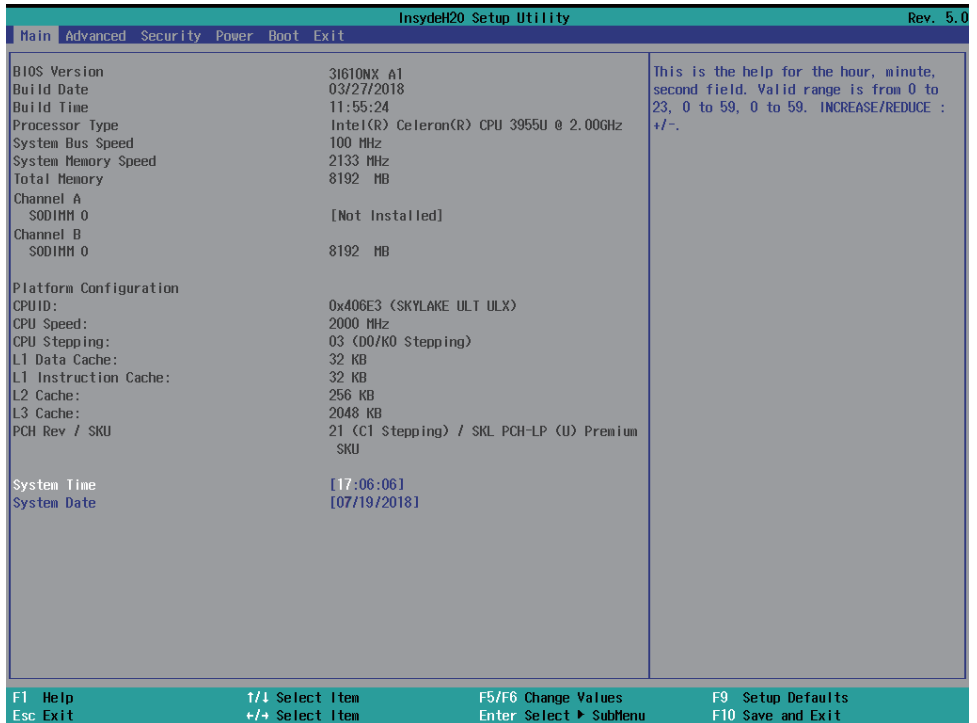 InsydeH20 Setup Utility Rev. 5.0
Main Advanced Security Power Boot Exit
BIOS Version 3I610NX A1
Build Date 03/27/2018
Build Time 11:55:24
Processor Type Intel(R) Celeron(R) CPU 3955U @ 2.00GHz
System Bus Speed 100 MHz
System Memory Speed 2133 MHz
Total Memory 8192 MB
Channel A
SODIMM 0 [Not Installed]
Channel B
SODIMM 0 8192 MB
Platform Configuration
CPUID: 0x406E3 (SKYLAKE ULT ULX)
CPU Speed: 2000 MHz
CPU Stepping: 03 (D0/K0 Stepping)
L1 Data Cache: 32 KB
L1 Instruction Cache: 32 KB
L2 Cache: 256 KB
L3 Cache: 2048 KB
PCH Rev / SKU 21 (C1 Stepping) / SKL PCH-LP (U) Premium
SKU
System Time [17:06:06]
System Date [07/19/2018]
This is the help for the hour, minute,
second field. Valid range is from 0 to
23, 0 to 59, 0 to 59. INCREASE/REDUCE :
+/-.
F1 Help ↑/↓ Select Item F5/F6 Change Values F9 Setup Defaults
Esc Exit ←/→ Select Item Enter Select ▶ SubMenu F10 Save and Exit